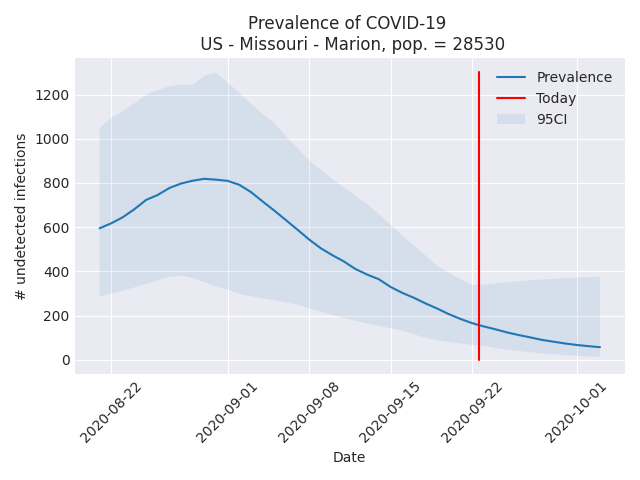 Prevalence of COVID-19
US - Missouri - Marion, pop. = 28530
Prevalence
Today
95CI
# undetected infections
1200
1000
800
600
400
200
0
2020-08-22
2020-09-01
2020-09-08
2020-09-15
2020-09-22
2020-10-01
Date